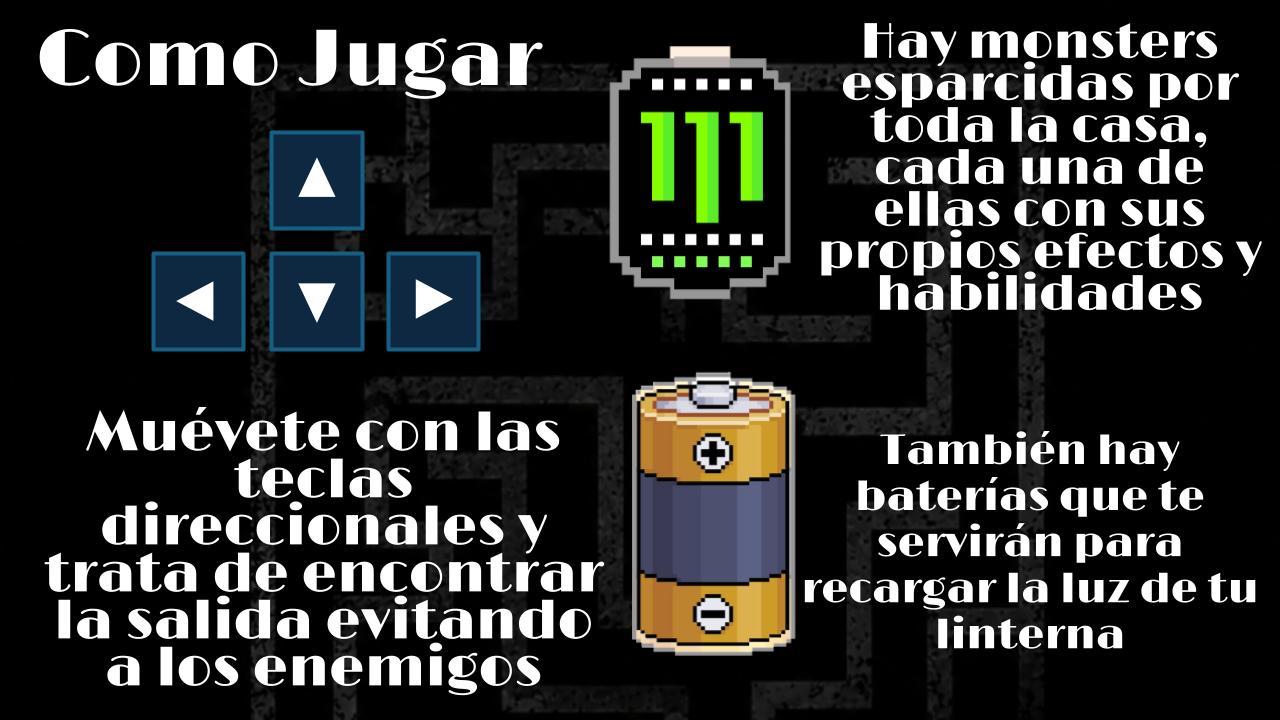 Como Jugar
Muévete con las
teclas
direccionales y
trata de encontrar
la salida evitando
a los enemigos
Hay monsters
esparcidas por
toda la casa,
cada una de
ellas con sus
propios efectos y
habilidades
También hay
baterías que te
servirán para
recargar la luz de tu
linterna